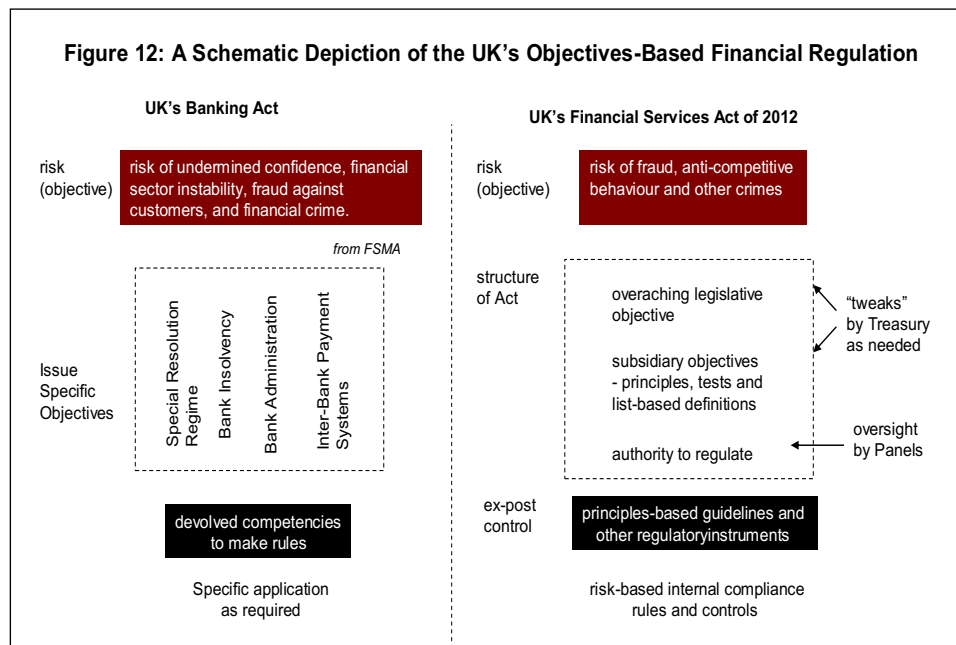 Figure 12: A Schematic Depiction of the UK's Objectives-Based Financial Regulation
UK's Banking Act
risk
(objective)
risk of undermined confidence, financial
sector instability, fraud against
customers, and financial crime.
from FSMA
Issue
Specific
Objectives
Special Resolution
Regime
Bank Insolvency
Bank Administration
Inter-Bank Payment
Systems
devolved competencies
to make rules
Specific application
as required
UK's Financial Services Act of 2012
risk
(objective)
risk of fraud, anti-competitive
behaviour and other crimes
structure
of Act
overaching legislative
objective
subsidiary objectives
- principles, tests and
list-based definitions
authority to regulate
"tweaks"
by Treasury
as needed
oversight
by Panels
ex-post
control
principles-based guidelines and
other regulatoryinstruments
risk-based internal compliance
rules and controls